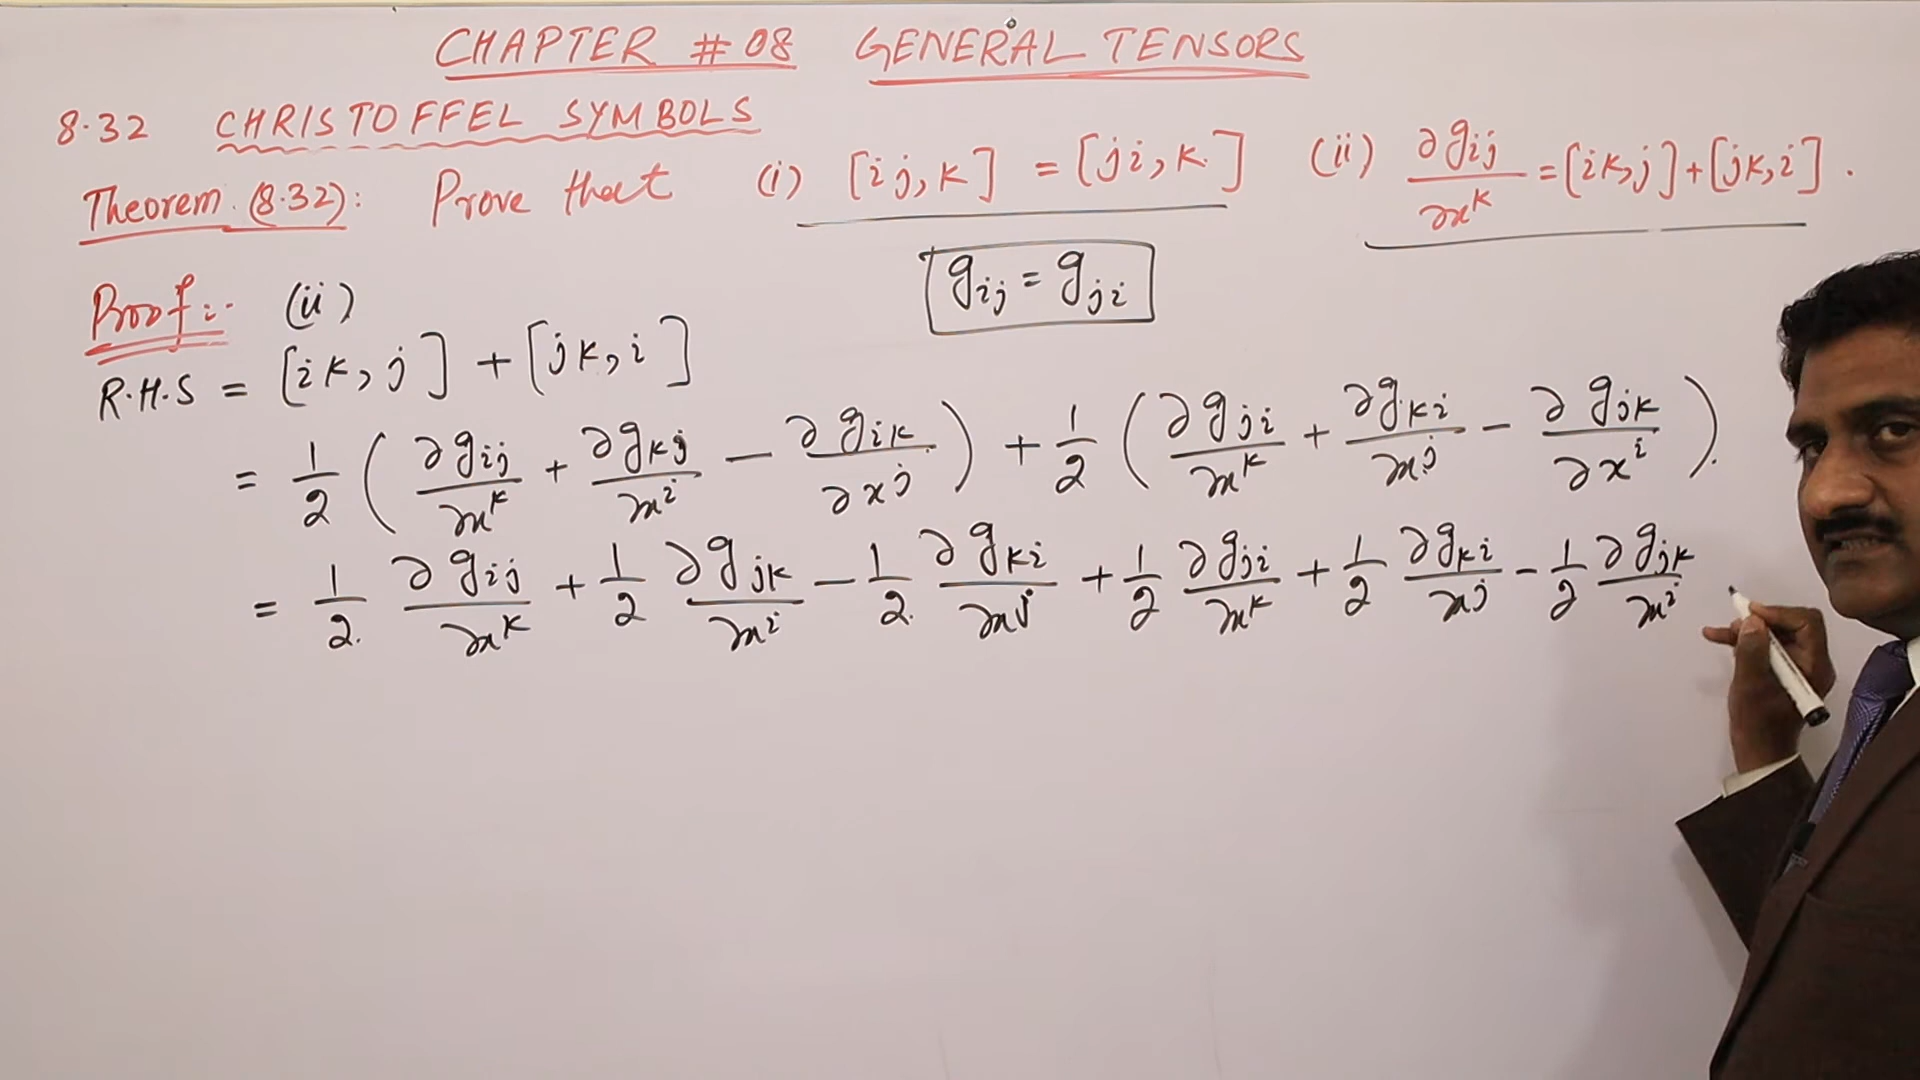 CHAPTER # 08 GENERAL TENSORS
8.32 CHRISTOFFEL SYMBOLS
Theorem (8.32): Prove that (i) [ij,k] = [ji,k] (ii) ∂g_ij/∂x^k = [ik,j] + [jk,i].
g_ij = g_ji
Proof:- (ii)
R.H.S = [ik,j] + [jk,i]
= 1/2 ( ∂g_ij/∂x^k + ∂g_kj/∂x^i − ∂g_ik/∂x^j ) + 1/2 ( ∂g_ji/∂x^k + ∂g_ki/∂x^j − ∂g_jk/∂x^i ).
= 1/2 ∂g_ij/∂x^k + 1/2 ∂g_jk/∂x^i − 1/2 ∂g_ki/∂x^j + 1/2 ∂g_ji/∂x^k + 1/2 ∂g_ki/∂x^j − 1/2 ∂g_jk/∂x^i